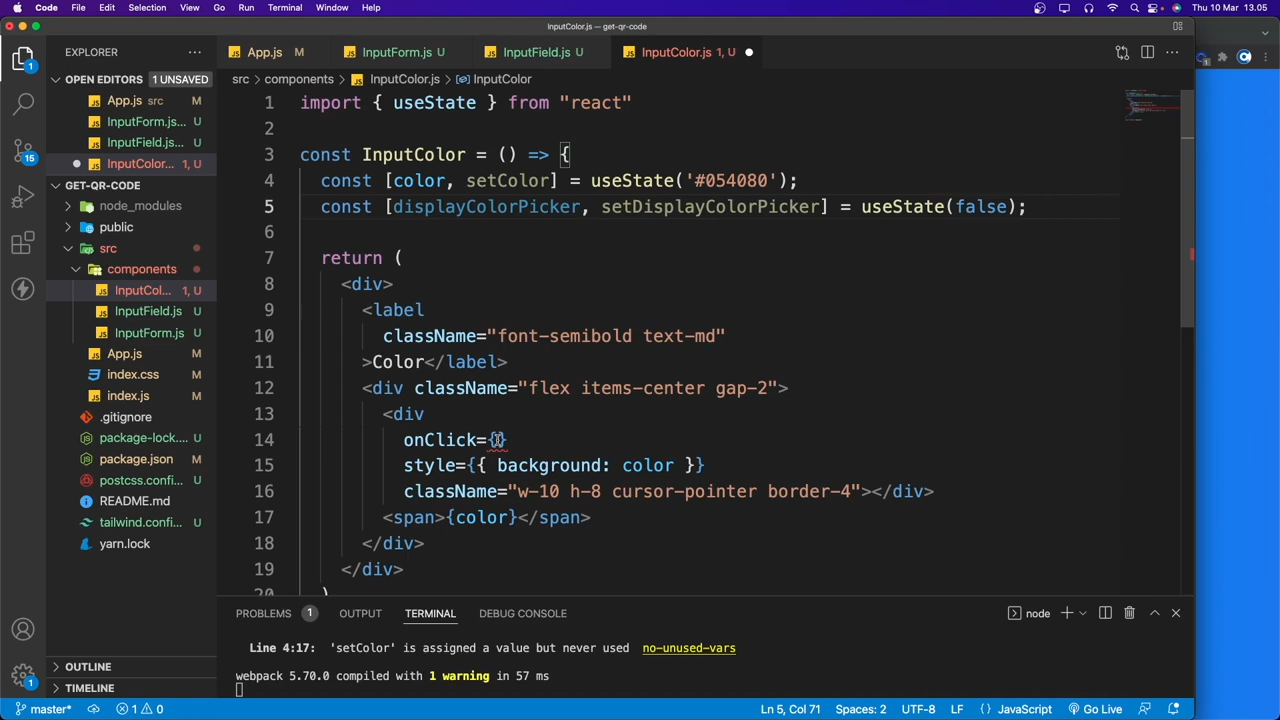 Code File Edit Selection View Go Run Terminal Window Help Thu 10 Mar 13.05
InputColor.js — get-qr-code
EXPLORER ...
App.js M InputForm.js U InputField.js U InputColor.js 1, U
OPEN EDITORS 1 UNSAVED
App.js src M
InputForm.js... U
InputField.js... U
InputColor... 1, U
GET-QR-CODE
node_modules
public
src
components
InputCol... 1, U
InputField.js U
InputForm.js U
App.js M
index.css M
index.js M
.gitignore
package-lock.... U
package.json M
postcss.confi... U
README.md
tailwind.confi... U
yarn.lock
OUTLINE
TIMELINE
src > components > InputColor.js > InputColor
1 import { useState } from "react"
2
3 const InputColor = () => {
4 const [color, setColor] = useState('#054080');
5 const [displayColorPicker, setDisplayColorPicker] = useState(false);
6
7 return (
8 <div>
9 <label
10 className="font-semibold text-md"
11 >Color</label>
12 <div className="flex items-center gap-2">
13 <div
14 onClick={}
15 style={{ background: color }}
16 className="w-10 h-8 cursor-pointer border-4"></div>
17 <span>{color}</span>
18 </div>
19 </div>
20 )
PROBLEMS 1 OUTPUT TERMINAL DEBUG CONSOLE node
Line 4:17: 'setColor' is assigned a value but never used no-unused-vars
webpack 5.70.0 compiled with 1 warning in 57 ms
master* 1 0 Ln 5, Col 71 Spaces: 2 UTF-8 LF {} JavaScript Go Live